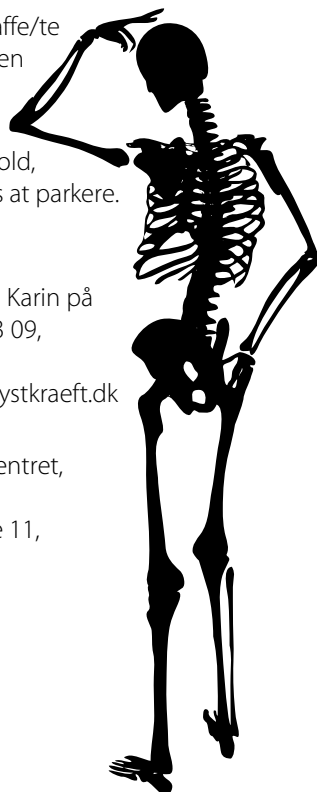 affe/te
en
old,
s at parkere.
Karin på
3 09,
ystkraeft.dk
entret,
e 11,